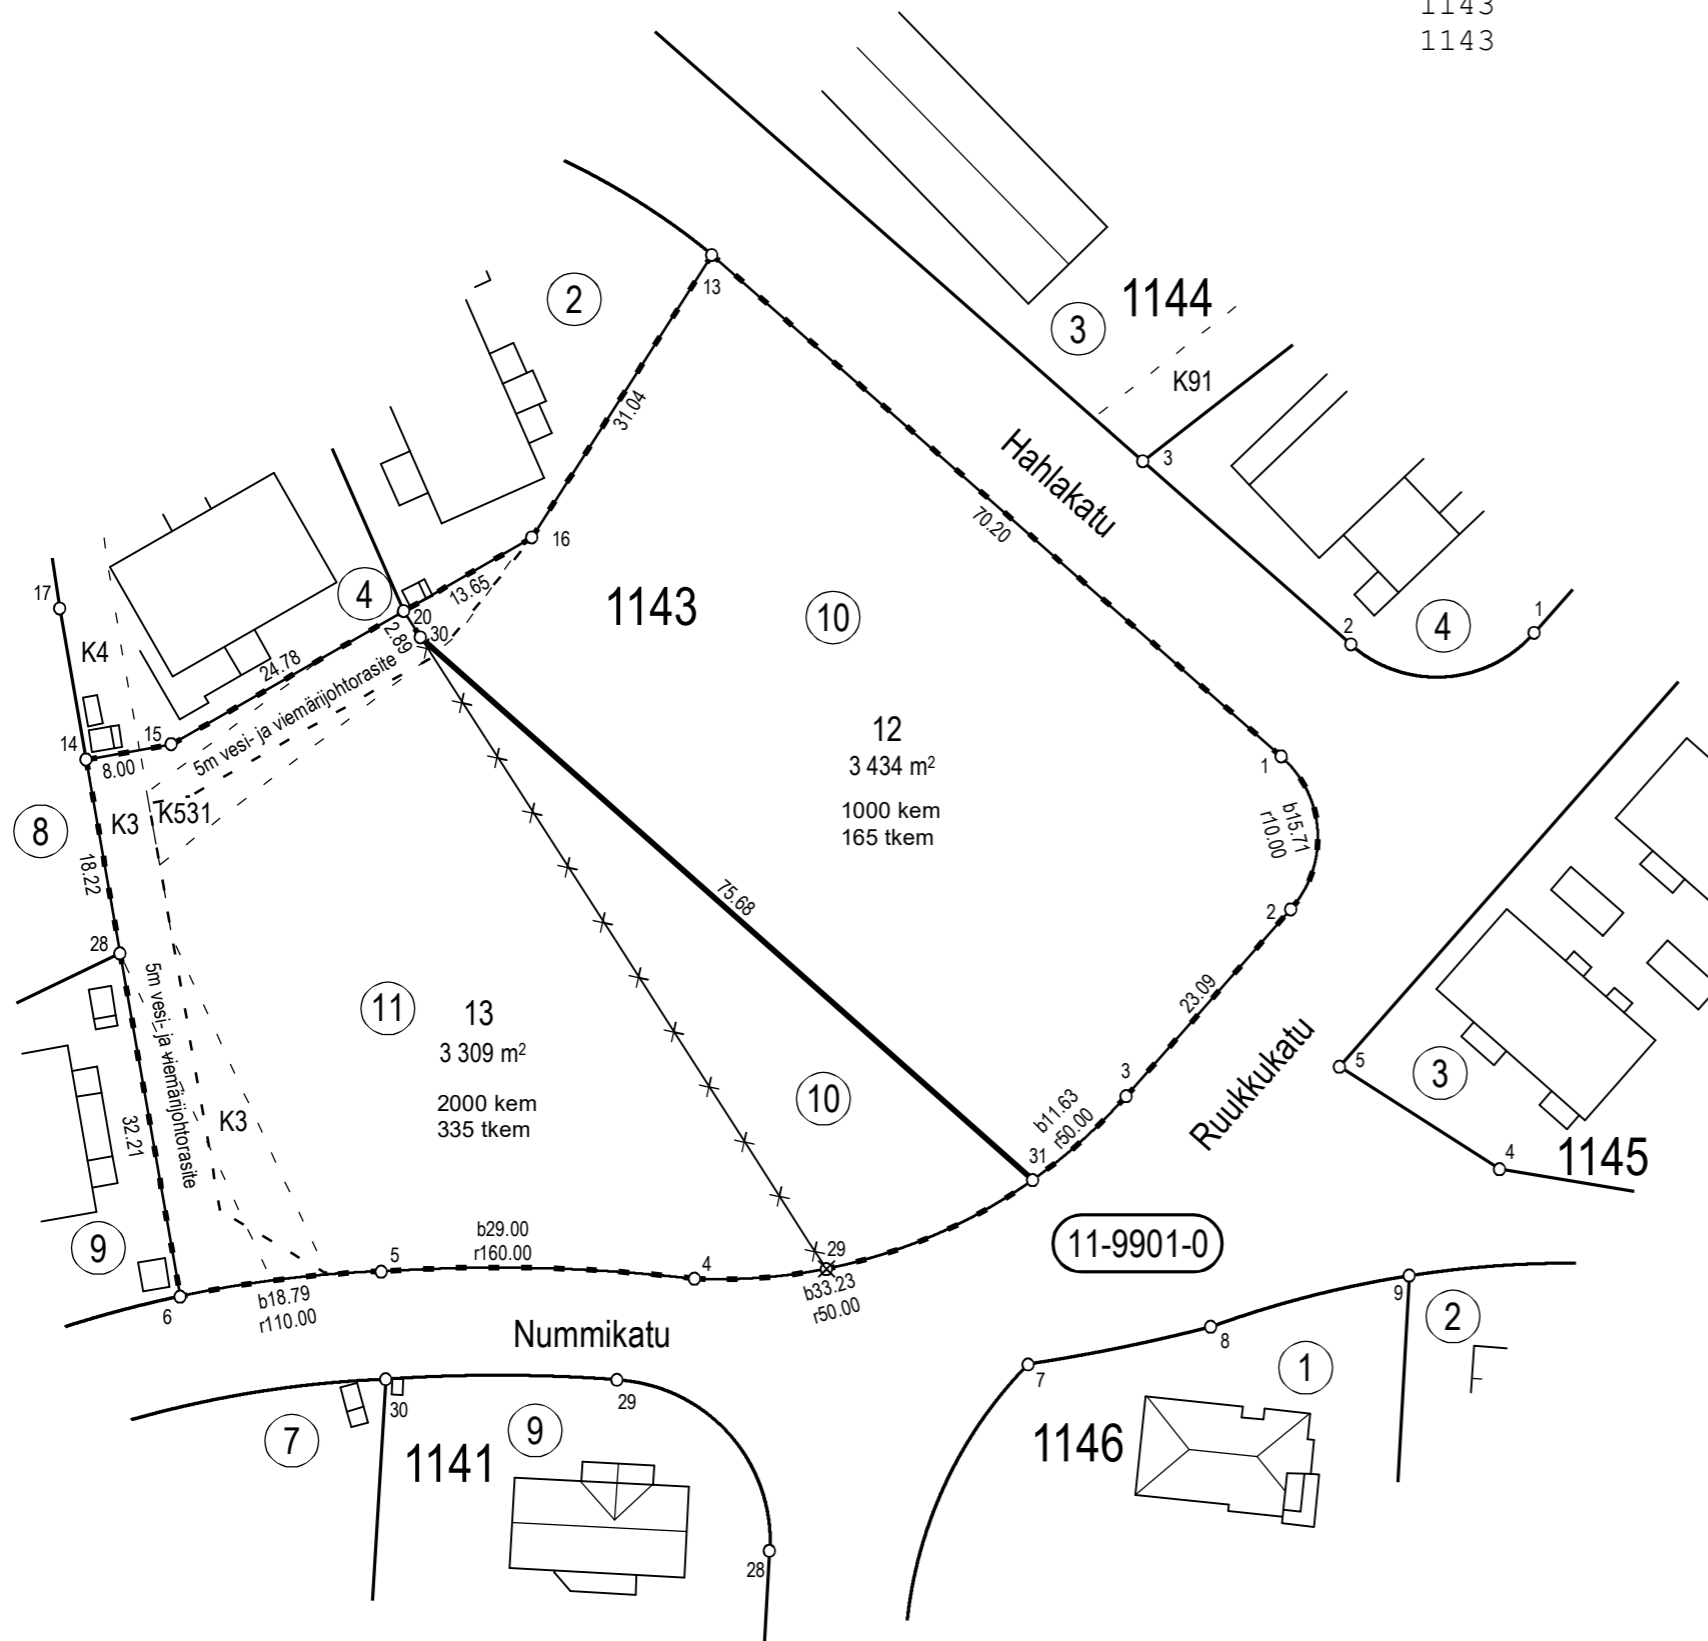 1143
1143
13
2
3
1144
K91
31.04
Hahlakatu
3
70.20
16
17
4
13.65
20
30
2.89
1143
10
2
4
1
K4
24.78
5m vesi- ja viemärijohtorasite
14
15
8.00
12
3 434 m²
1000 kem
165 tkem
1
b15.71
r10.00
8
K3
K531
18.22
75.68
2
28
11
13
3 309 m²
2000 kem
335 tkem
5m vesi- ja viemärijohtorasite
23.09
32.21
K3
10
3
b11.63
r50.00
31
Ruukkukatu
5
3
4
1145
9
b29.00
r160.00
5
4
29
11-9901-0
6
b18.79
r110.00
b33.23
r50.00
Nummikatu
9
2
8
7
1
30
29
7
1141
9
1146
28